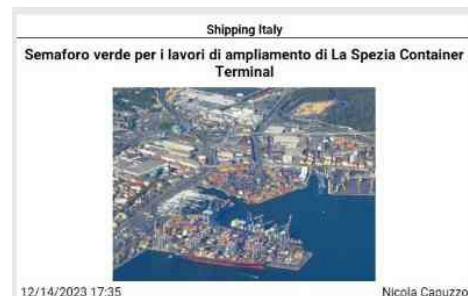 Shipping Italy
Semaforo verde per i lavori di ampliamento di La Spezia Container
Terminal
12/14/2023 17:35
Nicola Capuzzo